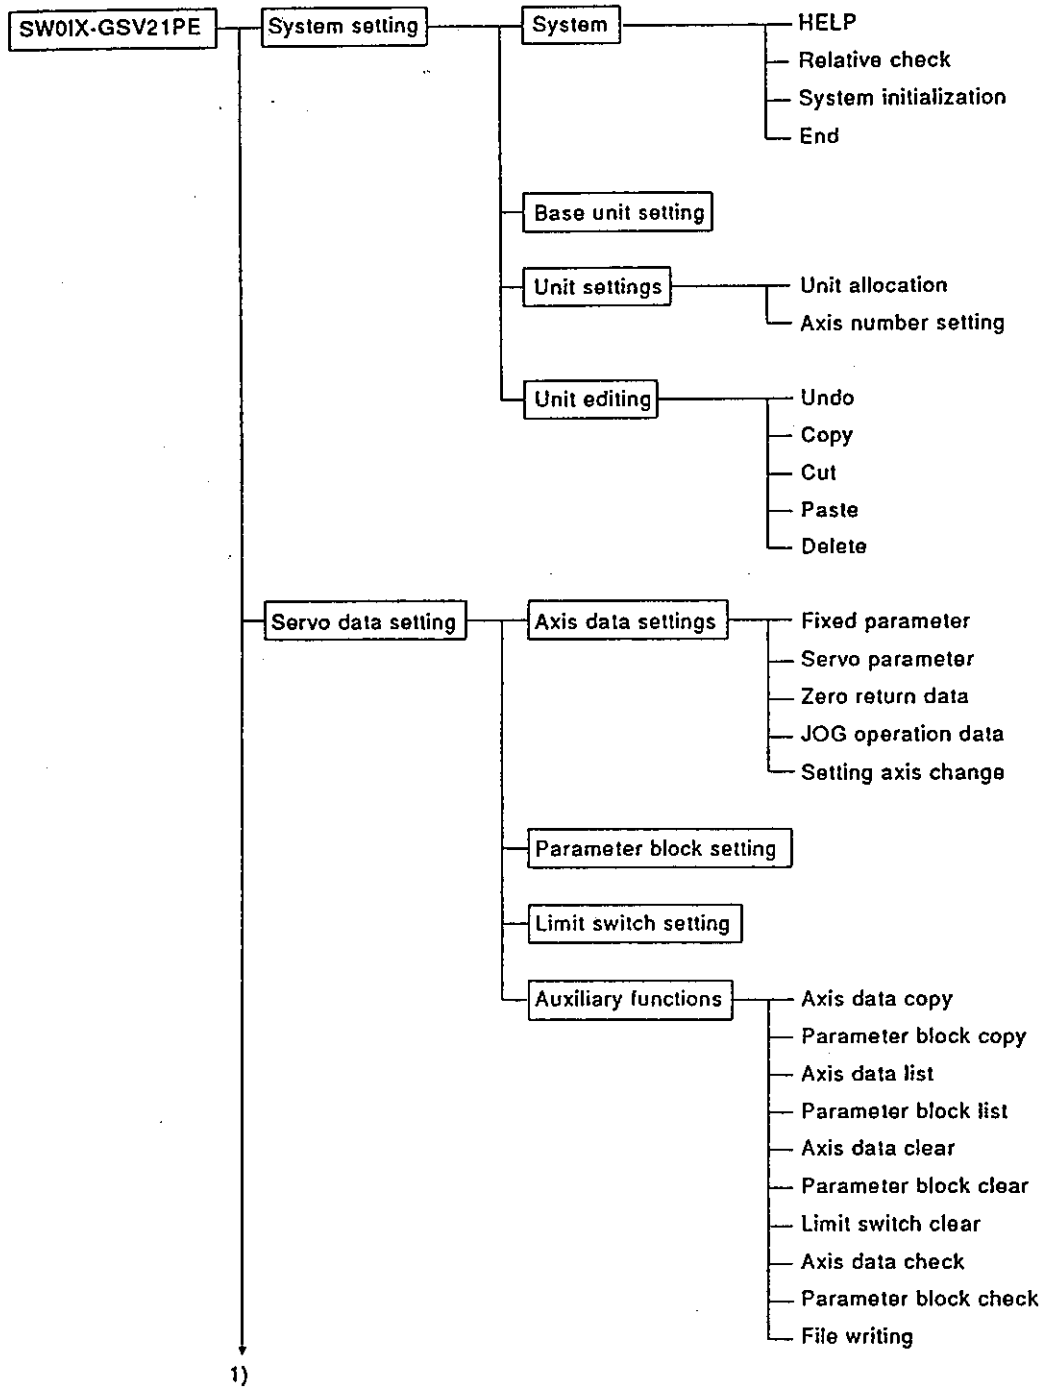 SW0IX-GSV21PE
System setting
System
HELP
Relative check
System initialization
End
Base unit setting
Unit settings
Unit allocation
Axis number setting
Unit editing
Undo
Copy
Cut
Paste
Delete
Servo data setting
Axis data settings
Fixed parameter
Servo parameter
Zero return data
JOG operation data
Setting axis change
Parameter block setting
Limit switch setting
Auxiliary functions
Axis data copy
Parameter block copy
Axis data list
Parameter block list
Axis data clear
Parameter block clear
Limit switch clear
Axis data check
Parameter block check
File writing
1)